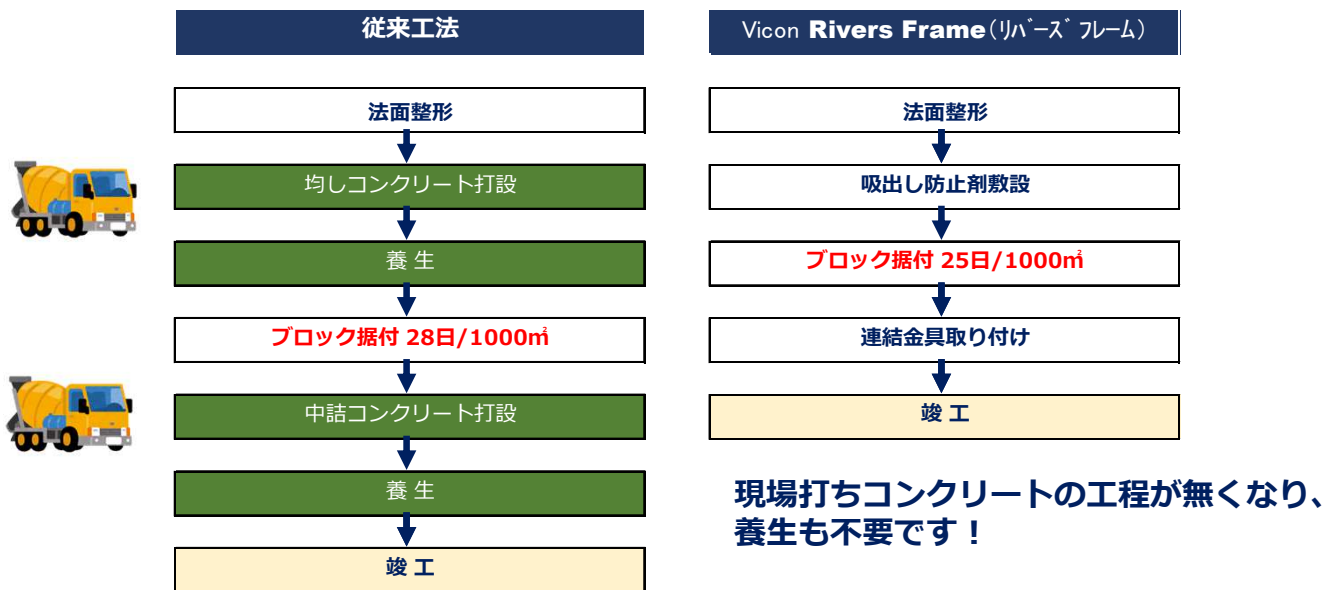 従来工法
法面整形
均しコンクリート打設
養 生
ブロック据付 28日/1000㎡
中詰コンクリート打設
養 生
竣 工
Vicon Rivers Frame(ﾘﾊﾞｰｽﾞ ﾌﾚｰﾑ)
法面整形
吸出し防止剤敷設
ブロック据付 25日/1000㎡
連結金具取り付け
竣 工
現場打ちコンクリートの工程が無くなり、
養生も不要です！